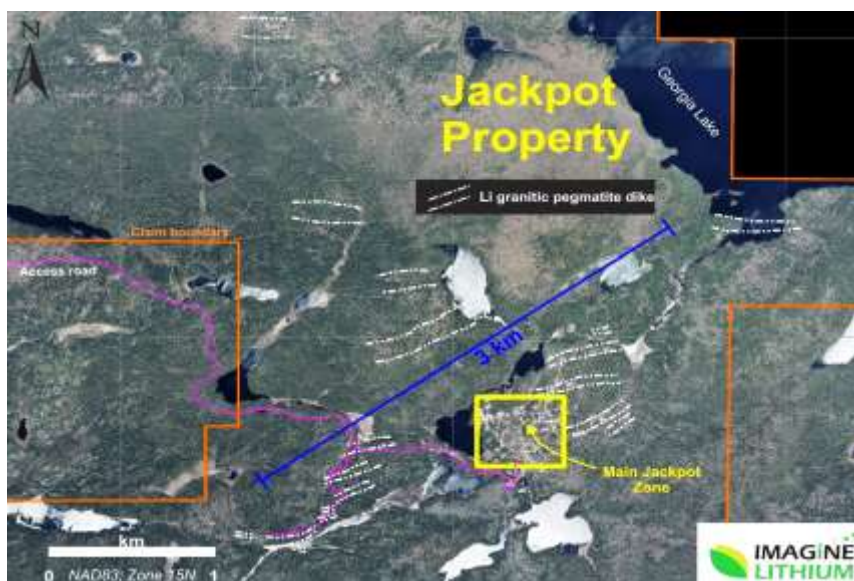 N
Jackpot
Property
Georgia Lake
Li granitic pegmatite dike
Claim boundary
Access road
3 km
Main Jackpot
Zone
km
0 NAD83; Zone 15N 1
IMAGINE
LITHIUM